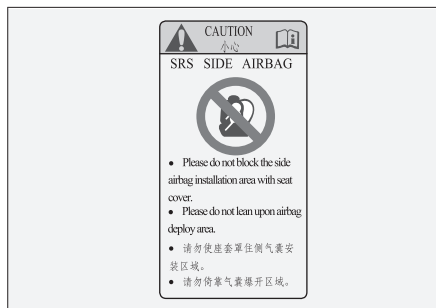 CAUTION
小心
SRS SIDE AIRBAG
● Please do not block the side
airbag installation area with seat
cover.
● Please do not lean upon airbag
deploy area.
● 请勿使座套罩住侧气囊安
装区域。
● 请勿倚靠气囊爆开区域。